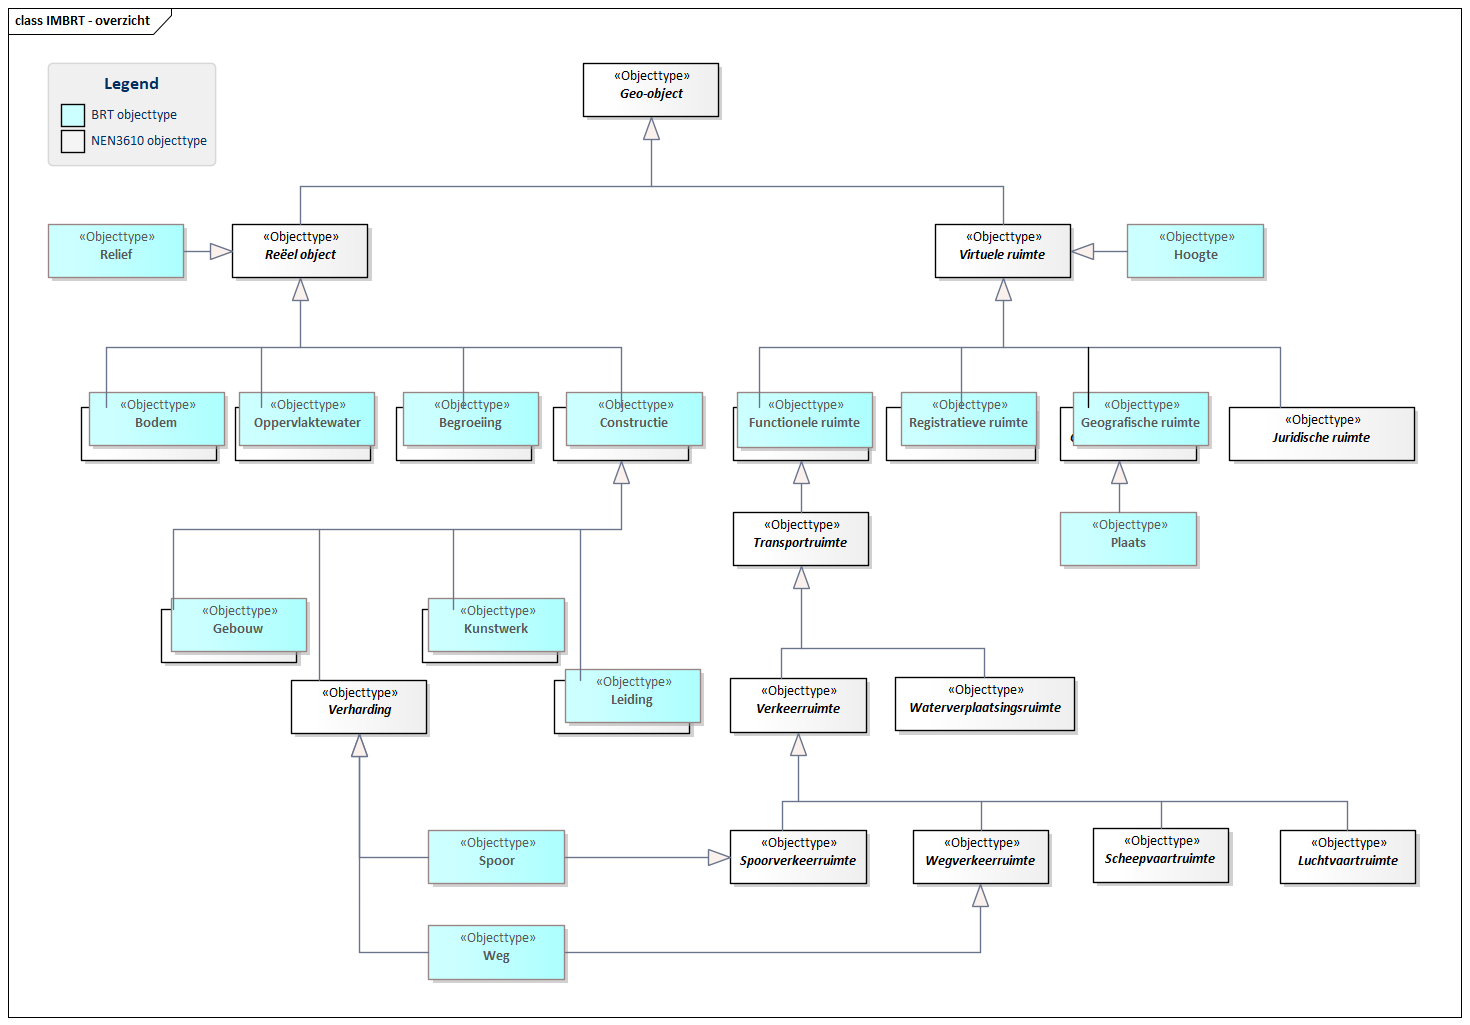 class IMBRT - overzicht
Legend
BRT objecttype
NEN3610 objecttype
«Objecttype»
Geo-object
«Objecttype»
Relief
«Objecttype»
Reëel object
«Objecttype»
Virtuele ruimte
«Objecttype»
Hoogte
«Objecttype»
Bodem
«Objecttype»
Oppervlaktewater
«Objecttype»
Begroeiing
«Objecttype»
Constructie
«Objecttype»
Functionele ruimte
«Objecttype»
Registratieve ruimte
«Objecttype»
Geografische ruimte
«Objecttype»
Juridische ruimte
«Objecttype»
Transportruimte
«Objecttype»
Plaats
«Objecttype»
Gebouw
«Objecttype»
Kunstwerk
«Objecttype»
Verharding
«Objecttype»
Leiding
«Objecttype»
Verkeerruimte
«Objecttype»
Waterverplaatsingsruimte
«Objecttype»
Spoor
«Objecttype»
Spoorverkeerruimte
«Objecttype»
Wegverkeerruimte
«Objecttype»
Scheepvaartruimte
«Objecttype»
Luchtvaartruimte
«Objecttype»
Weg